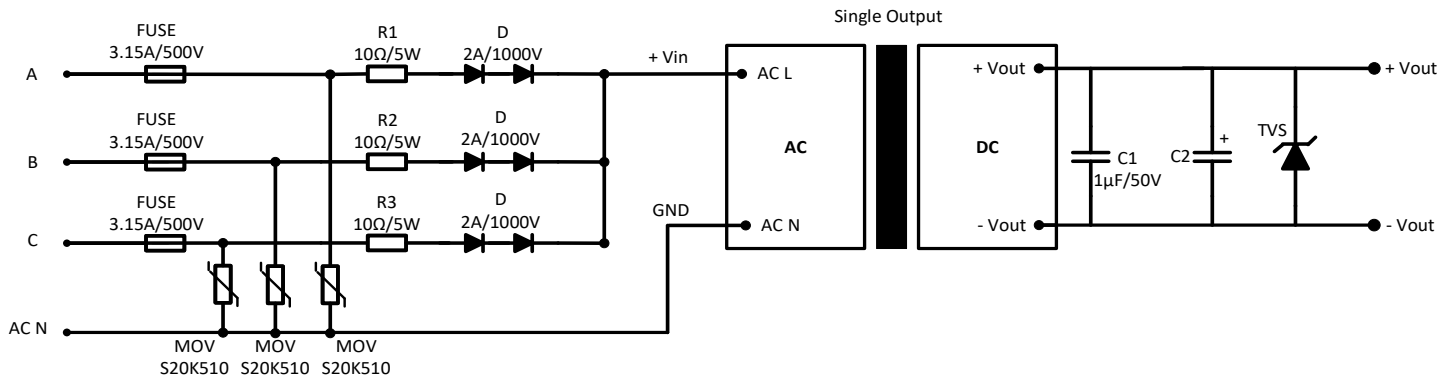 Single Output
FUSE
3.15A/500V
R1
10Ω/5W
D
2A/1000V
A
+ Vin
AC L
+ Vout
+ Vout
FUSE
3.15A/500V
R2
10Ω/5W
D
2A/1000V
B
AC
DC
C1
1µF/50V
C2
+
TVS
FUSE
3.15A/500V
R3
10Ω/5W
D
2A/1000V
C
GND
AC N
- Vout
- Vout
AC N
MOV
S20K510
MOV
S20K510
MOV
S20K510